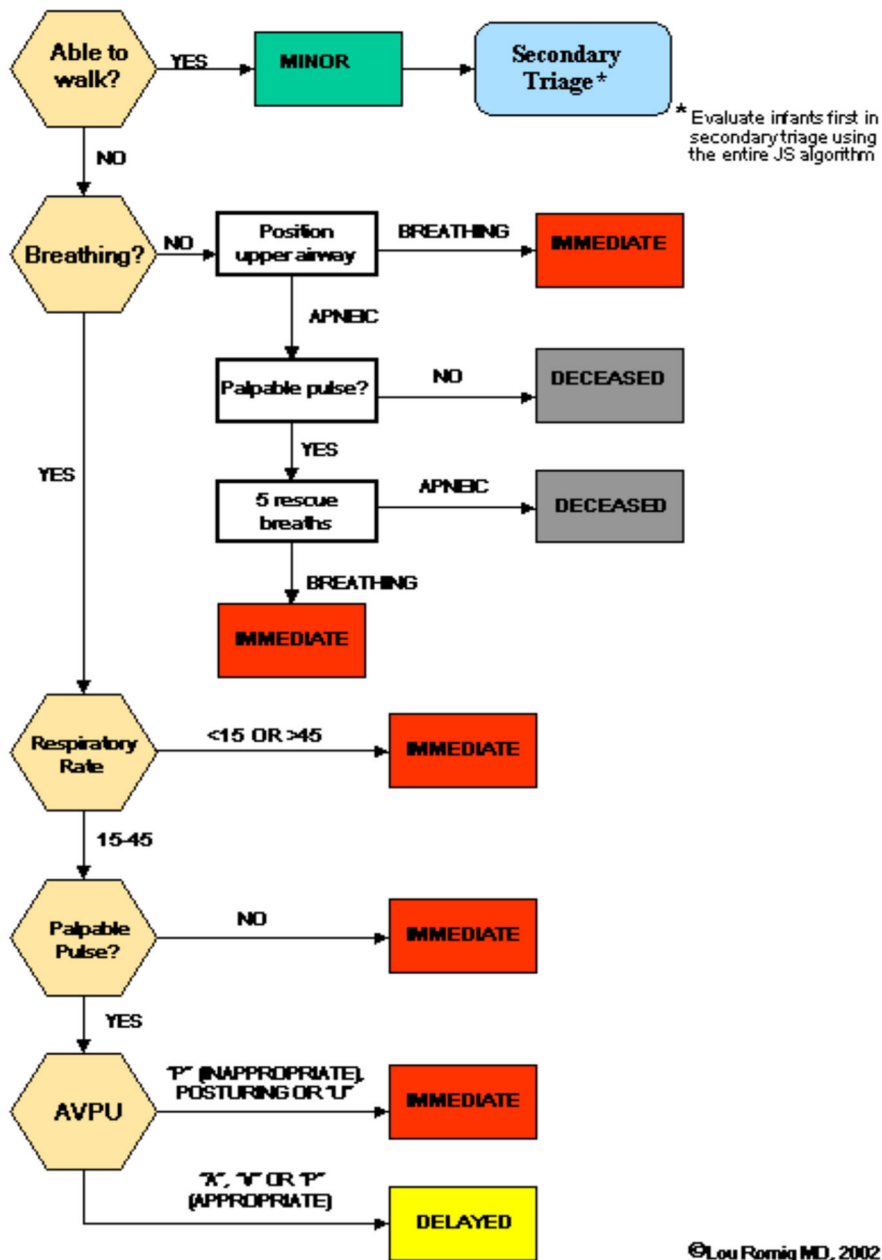 Able to
walk?
YES
MINOR
Secondary
Triage*
* Evaluate infants first in
secondary triage using
the entire JS algorithm
NO
Breathing?
NO
Position
upper airway
BREATHING
IMMEDIATE
APNEIC
Palpable pulse?
NO
DECEASED
YES
YES
5 rescue
breaths
APNEIC
DECEASED
BREATHING
IMMEDIATE
Respiratory
Rate
<15 OR >45
IMMEDIATE
15-45
Palpable
Pulse?
NO
IMMEDIATE
YES
AVPU
"P" (INAPPROPRIATE),
POSTURING OR "U"
IMMEDIATE
"A", "V" OR "P"
(APPROPRIATE)
DELAYED
©Lou Romig MD, 2002